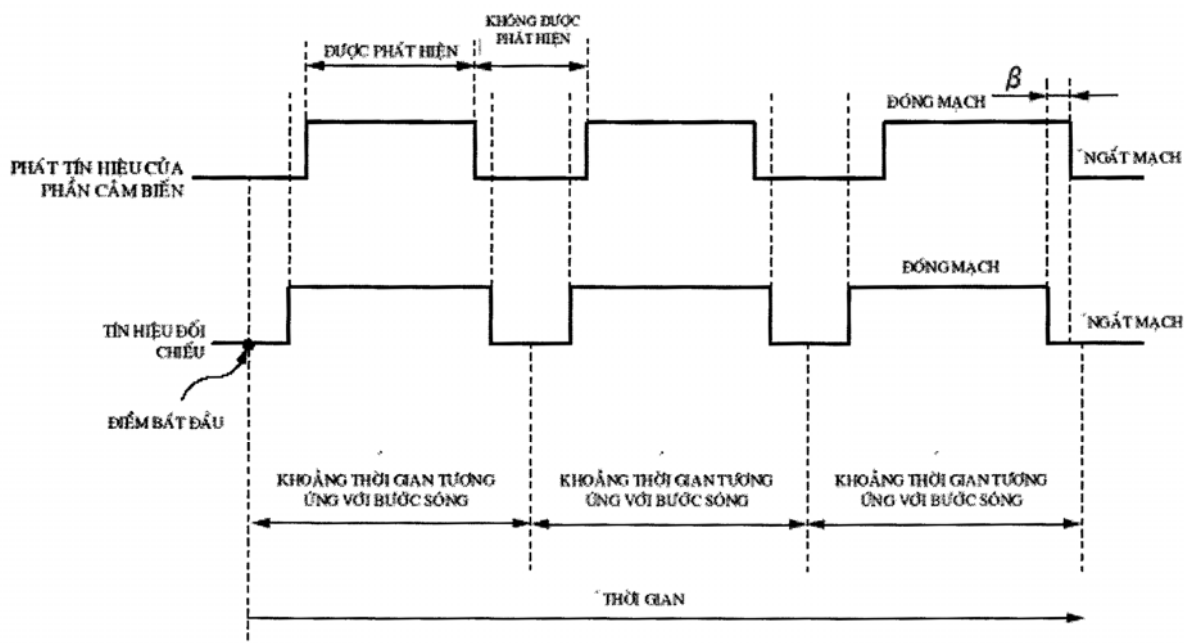 KHÔNG ĐƯỢC
PHÁT HIỆN
ĐƯỢC PHÁT HIỆN
β
ĐÓNG MẠCH
PHÁT TÍN HIỆU CỦA
PHẦN CẢM BIẾN
NGẮT MẠCH
ĐÓNG MẠCH
TÍN HIỆU ĐỐI
CHIẾU
NGẮT MẠCH
ĐIỂM BẮT ĐẦU
KHOẢNG THỜI GIAN TƯƠNG
ỨNG VỚI BƯỚC SÓNG
KHOẢNG THỜI GIAN TƯƠNG
ỨNG VỚI BƯỚC SÓNG
KHOẢNG THỜI GIAN TƯƠNG
ỨNG VỚI BƯỚC SÓNG
THỜI GIAN